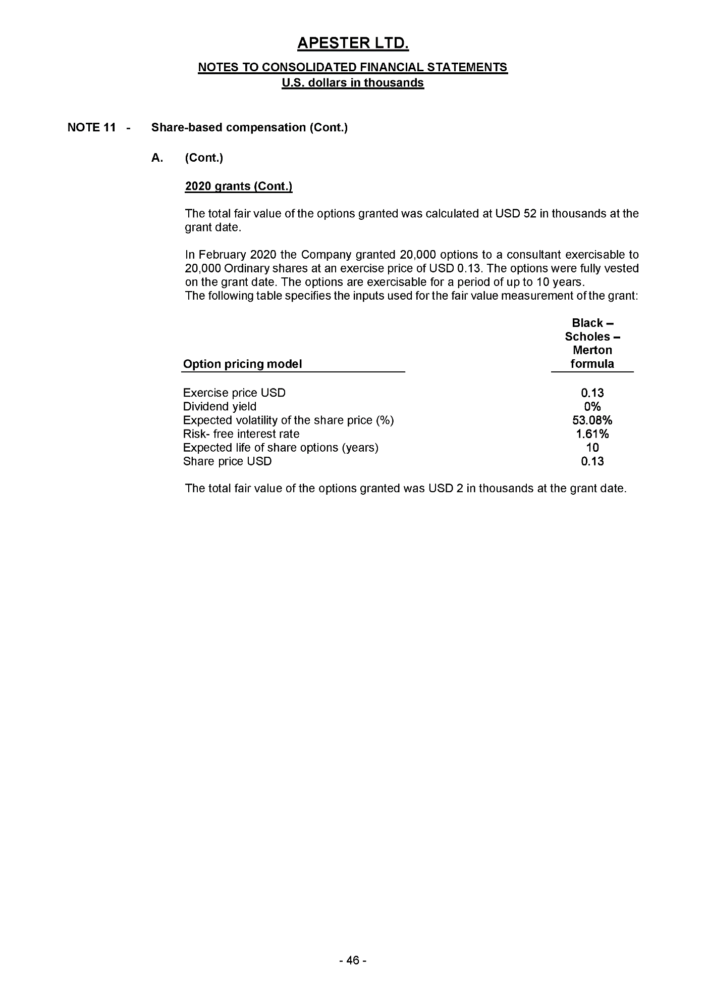 APESTER LTD.
NOTES TO CONSOLIDATED FINANCIAL STATEMENTS
U.S. dollars in thousands
NOTE 11 - Share-based compensation (Cont.)
A. (Cont.)
2020 grants (Cont.)
The total fair value of the options granted was calculated at USD 52 in thousands at the
grant date.
In February 2020 the Company granted 20,000 options to a consultant exercisable to
20,000 Ordinary shares at an exercise price of USD 0.13. The options were fully vested
on the grant date. The options are exercisable for a period of up to 10 years.
The following table specifies the inputs used for the fair value measurement of the grant:
Black –
Scholes –
Merton
Option pricing model formula
Exercise price USD 0.13
Dividend yield 0%
Expected volatility of the share price (%) 53.08%
Risk- free interest rate 1.61%
Expected life of share options (years) 10
Share price USD 0.13
The total fair value of the options granted was USD 2 in thousands at the grant date.
- 46 -